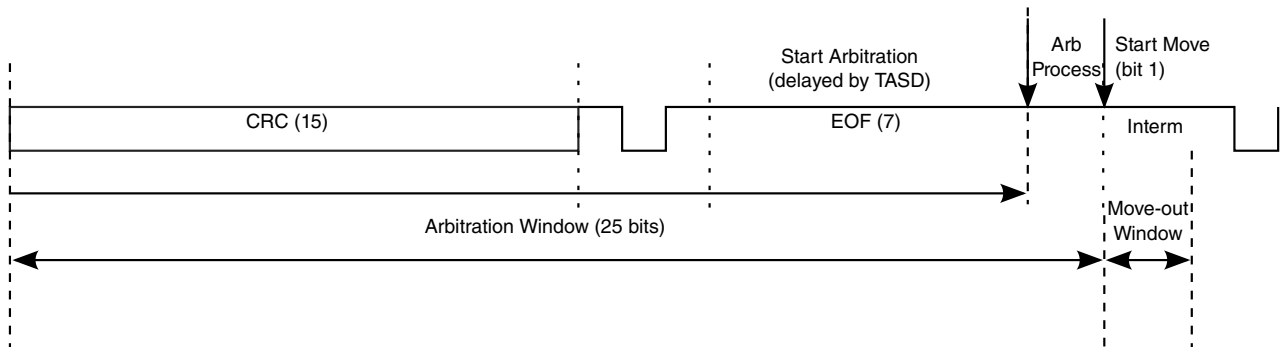 Start Arbitration
(delayed by TASD)
Arb
Process
Start Move
(bit 1)
CRC (15)
EOF (7)
Interm
Arbitration Window (25 bits)
Move-out
Window